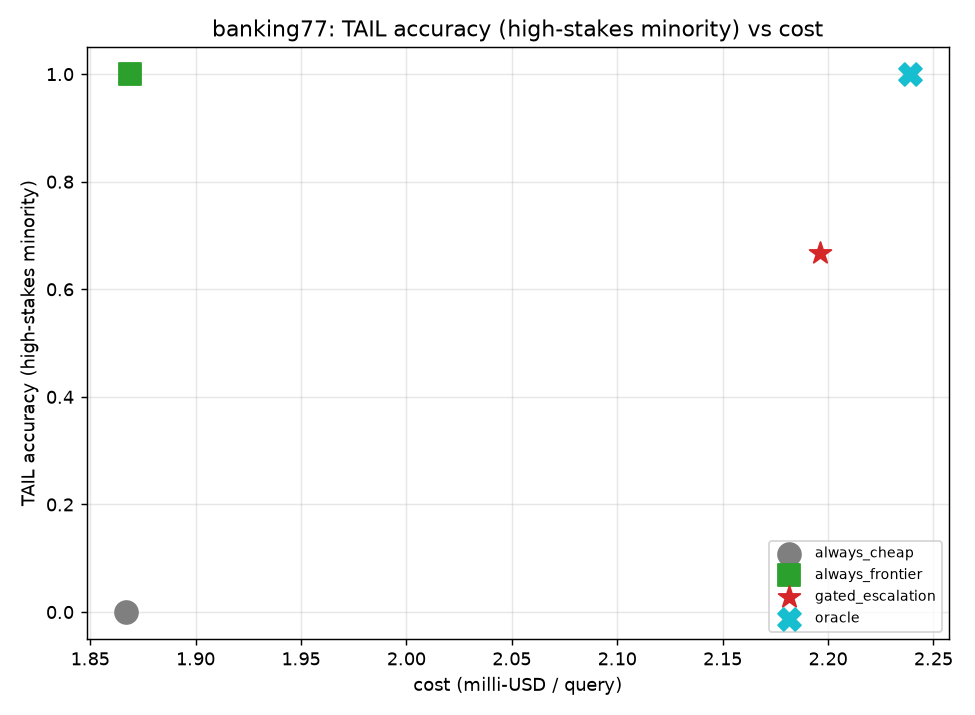 banking77: TAIL accuracy (high-stakes minority) vs cost
TAIL accuracy (high-stakes minority)
1.0
0.8
0.6
0.4
0.2
0.0
always_cheap
always_frontier
gated_escalation
oracle
1.85 1.90 1.95 2.00 2.05 2.10 2.15 2.20 2.25
cost (milli-USD / query)